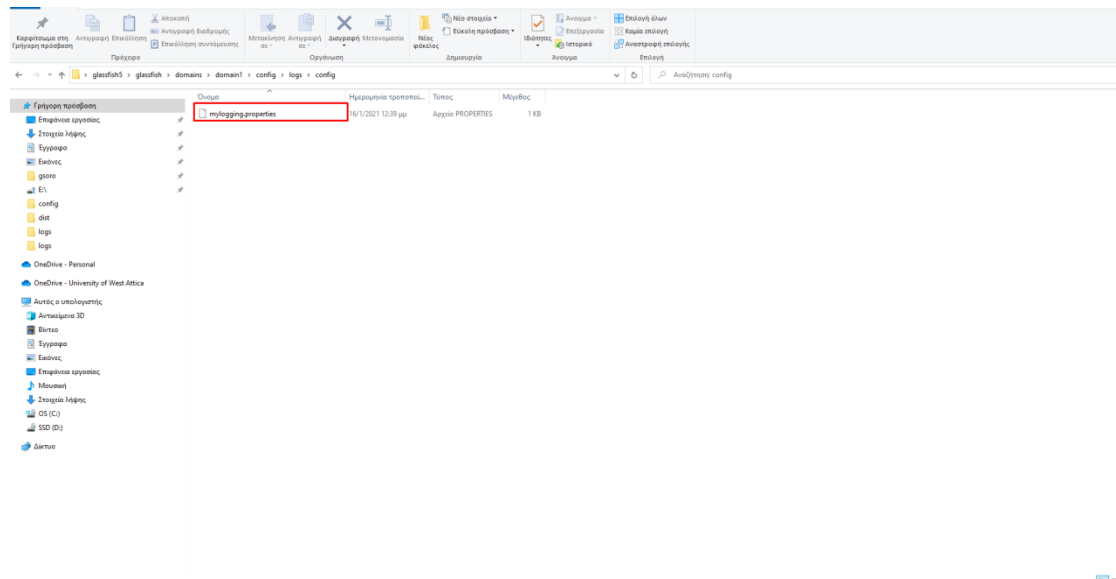 Καρφίτσωμα στη Γρήγορη πρόσβαση
Αντιγραφή
Επικόλληση
Αποκοπή
Αντιγραφή διαδρομής
Επικόλληση συντόμευσης
Πρόχειρο
Μετακίνηση σε
Αντιγραφή σε
Διαγραφή
Μετονομασία
Οργάνωση
Νέος φάκελος
Νέο στοιχείο
Εύκολη πρόσβαση
Δημιουργία
Ιδιότητες
Άνοιγμα
Επεξεργασία
Ιστορικό
Άνοιγμα
Επιλογή όλων
Καμία επιλογή
Αναστροφή επιλογής
Επιλογή
glassfish5 › glassfish › domains › domain1 › config › logs › config
Αναζήτηση: config
Όνομα Ημερομηνία τροποποί... Τύπος Μέγεθος
mylogging.properties 16/1/2021 12:39 μμ Αρχείο PROPERTIES 1 KB
Γρήγορη πρόσβαση
Επιφάνεια εργασίας
Στοιχεία λήψης
Έγγραφα
Εικόνες
gsoro
E:\
config
dist
logs
logs
OneDrive - Personal
OneDrive - University of West Attica
Αυτός ο υπολογιστής
Αντικείμενα 3D
Βίντεο
Έγγραφα
Εικόνες
Επιφάνεια εργασίας
Μουσική
Στοιχεία λήψης
OS (C:)
SSD (D:)
Δίκτυο